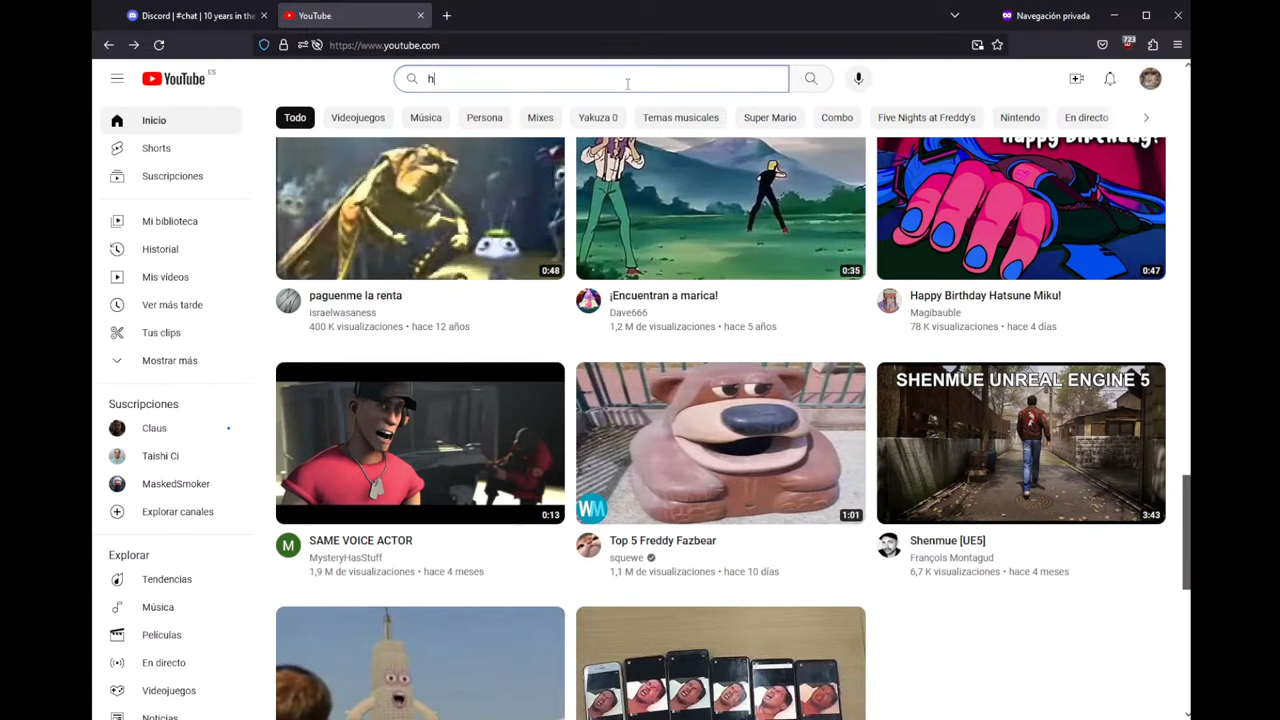 Discord | #chat | 10 years in the
YouTube
Navegación privada
https://www.youtube.com
723
YouTube ES
h
Inicio
Shorts
Suscripciones
Mi biblioteca
Historial
Mis vídeos
Ver más tarde
Tus clips
Mostrar más
Suscripciones
Claus
Taishi Ci
MaskedSmoker
Explorar canales
Explorar
Tendencias
Música
Películas
En directo
Videojuegos
Noticias
Todo
Videojuegos
Música
Persona
Mixes
Yakuza 0
Temas musicales
Super Mario
Combo
Five Nights at Freddy's
Nintendo
En directo
0:48
paguenme la renta
israelwasaness
400 K visualizaciones • hace 12 años
0:35
¡Encuentran a marica!
Dave666
1,2 M de visualizaciones • hace 5 años
Happy Birthday!
0:47
Happy Birthday Hatsune Miku!
Magibauble
78 K visualizaciones • hace 4 días
0:13
SAME VOICE ACTOR
MysteryHasStuff
1,9 M de visualizaciones • hace 4 meses
WM
1:01
Top 5 Freddy Fazbear
squewe
1,1 M de visualizaciones • hace 10 días
SHENMUE UNREAL ENGINE 5
3:43
Shenmue [UE5]
François Montagud
6,7 K visualizaciones • hace 4 meses
M